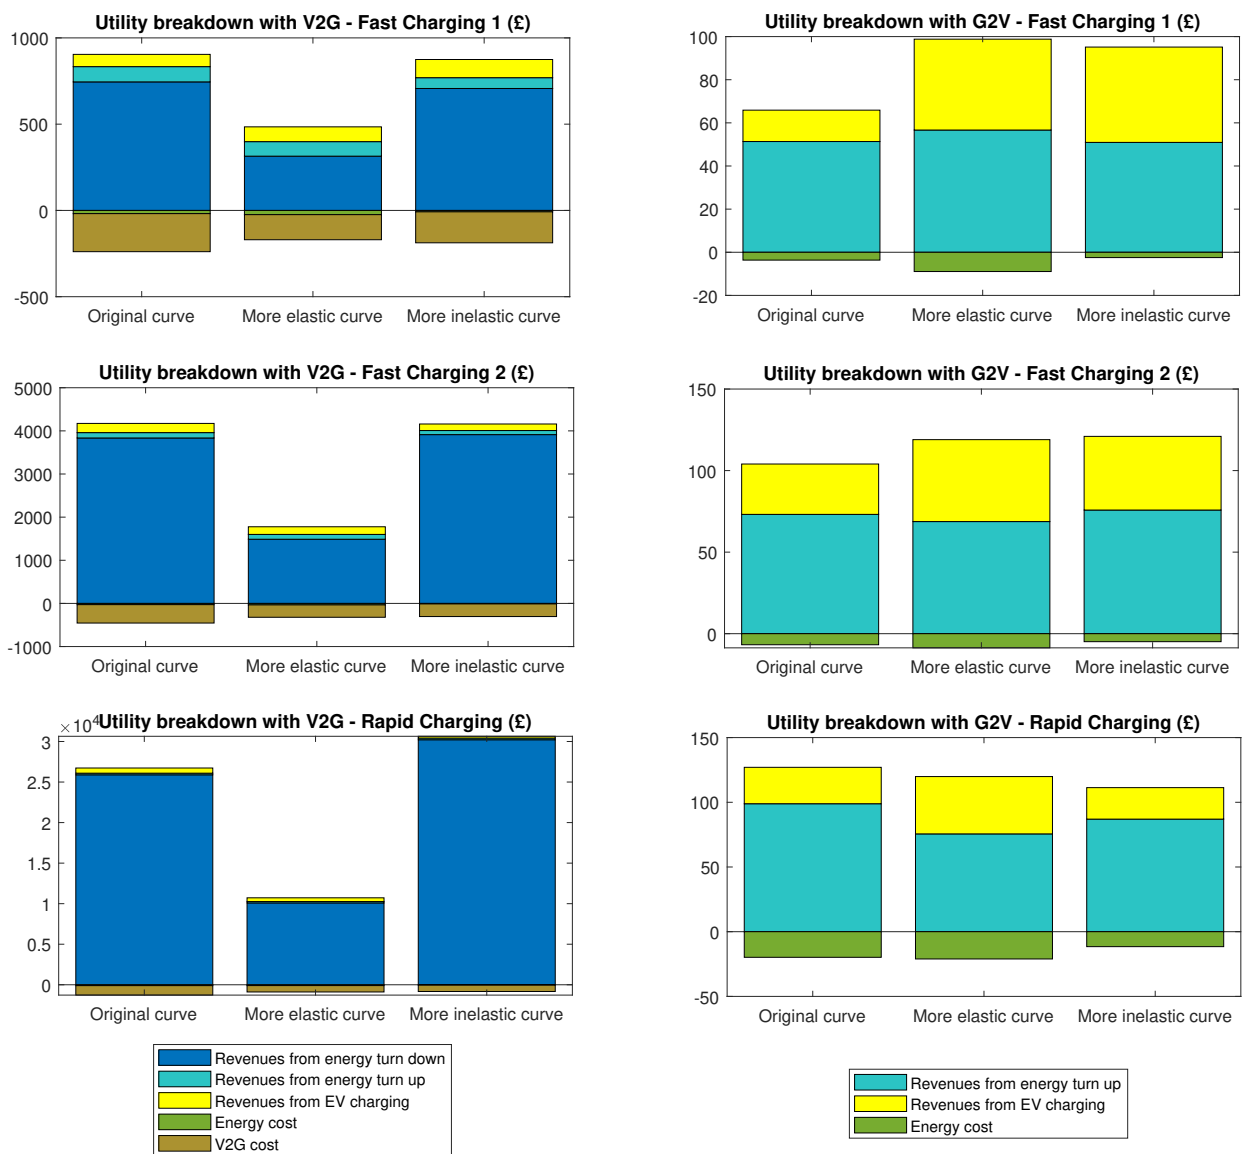 Utility breakdown with V2G - Fast Charging 1 (£)
1000
500
0
-500
Original curve
More elastic curve
More inelastic curve
Utility breakdown with G2V - Fast Charging 1 (£)
100
80
60
40
20
0
-20
Original curve
More elastic curve
More inelastic curve
Utility breakdown with V2G - Fast Charging 2 (£)
5000
4000
3000
2000
1000
0
-1000
Original curve
More elastic curve
More inelastic curve
Utility breakdown with G2V - Fast Charging 2 (£)
150
100
50
0
Original curve
More elastic curve
More inelastic curve
×10⁴
Utility breakdown with V2G - Rapid Charging (£)
3
2.5
2
1.5
1
0.5
0
Original curve
More elastic curve
More inelastic curve
Utility breakdown with G2V - Rapid Charging (£)
150
100
50
0
-50
Original curve
More elastic curve
More inelastic curve
Revenues from energy turn down
Revenues from energy turn up
Revenues from EV charging
Energy cost
V2G cost
Revenues from energy turn up
Revenues from EV charging
Energy cost